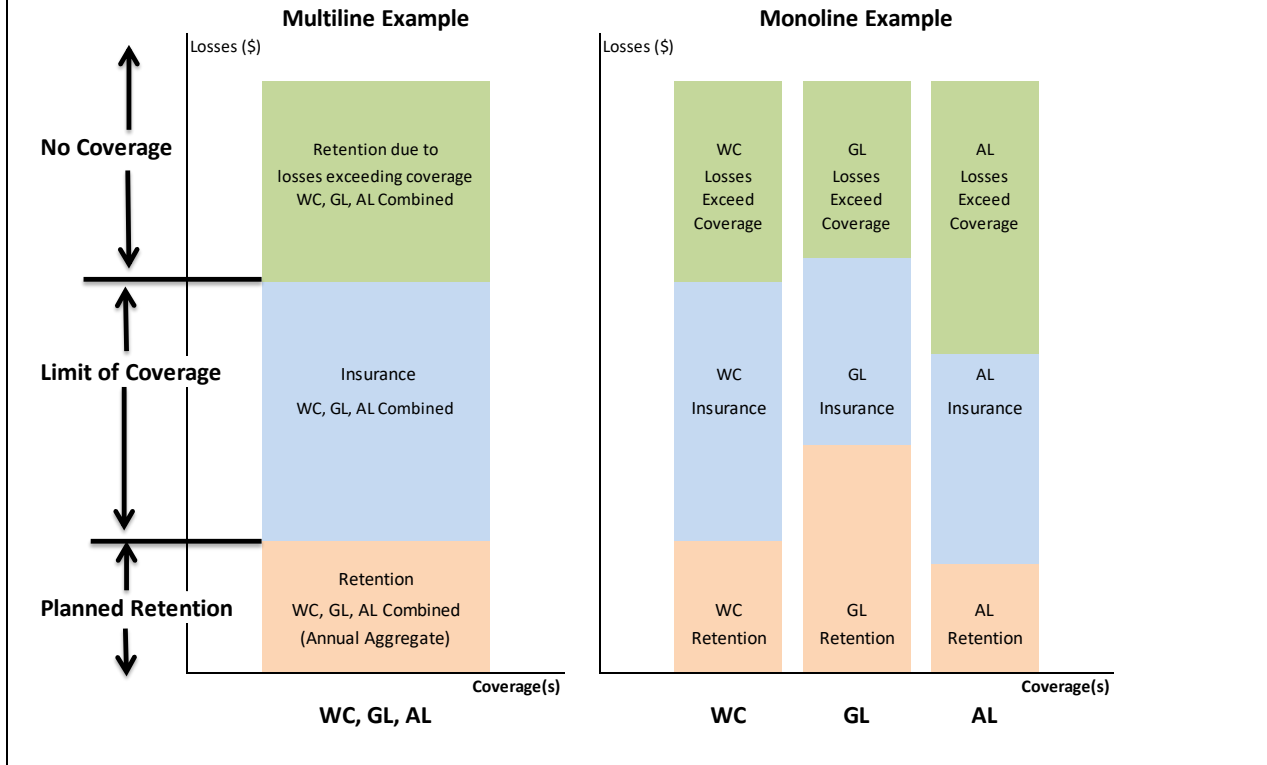 Multiline Example
Losses ($)
No Coverage
Retention due to
losses exceeding coverage
WC, GL, AL Combined
Limit of Coverage
Insurance
WC, GL, AL Combined
Planned Retention
Retention
WC, GL, AL Combined
(Annual Aggregate)
Coverage(s)
WC, GL, AL
Monoline Example
Losses ($)
WC
Losses
Exceed
Coverage
GL
Losses
Exceed
Coverage
AL
Losses
Exceed
Coverage
WC
Insurance
GL
Insurance
AL
Insurance
WC
Retention
GL
Retention
AL
Retention
Coverage(s)
WC
GL
AL